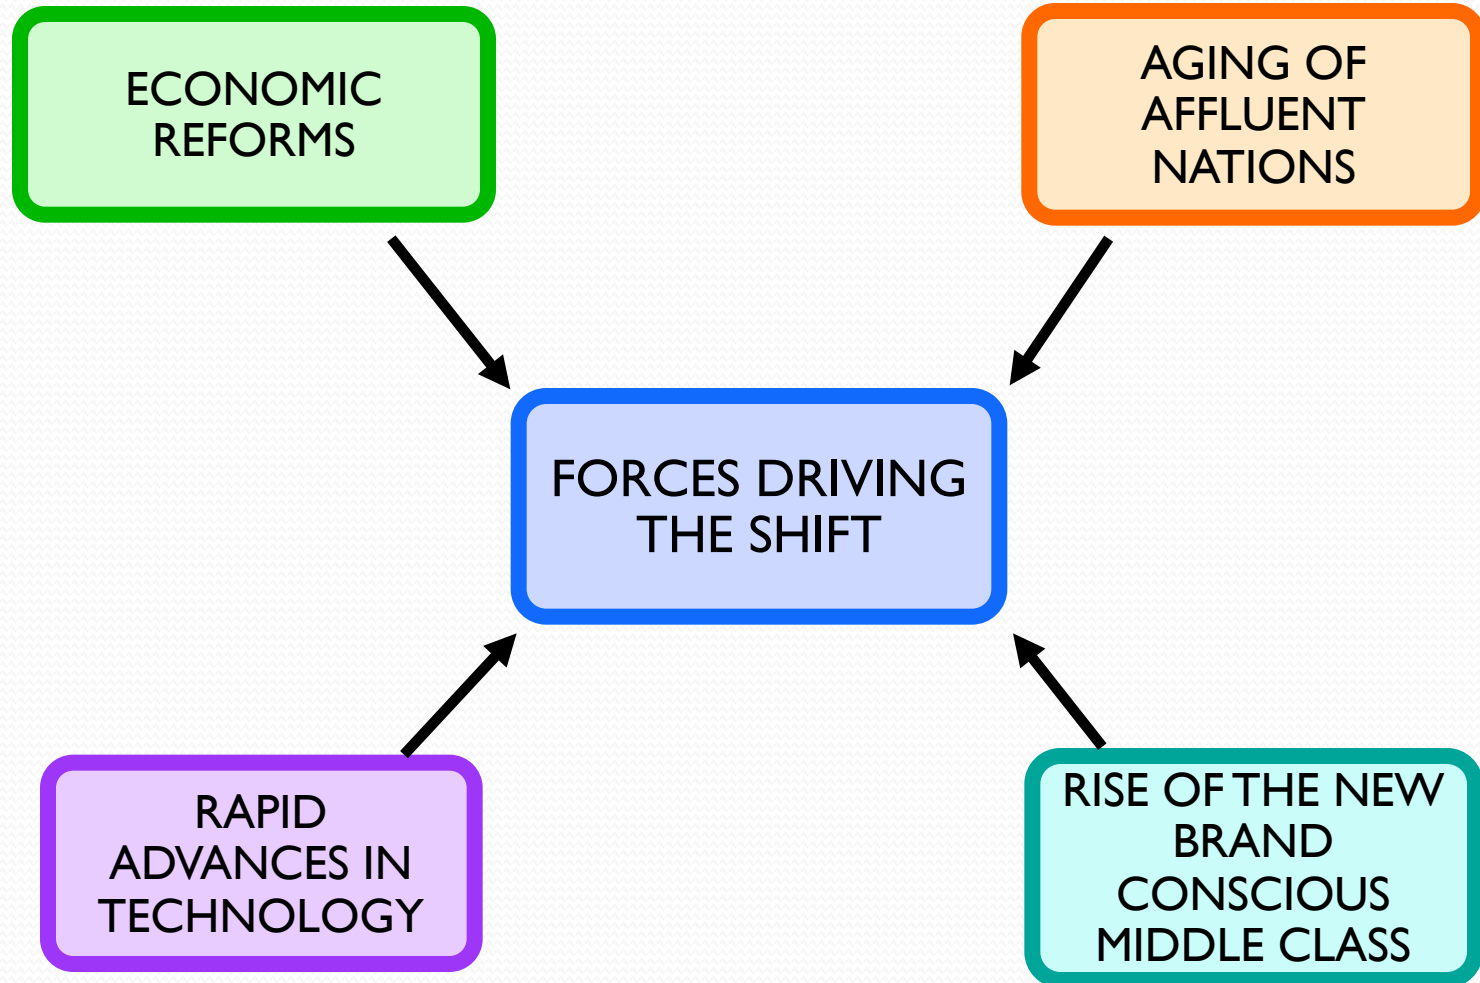 ECONOMIC
REFORMS
AGING OF
AFFLUENT
NATIONS
FORCES DRIVING
THE SHIFT
RAPID
ADVANCES IN
TECHNOLOGY
RISE OF THE NEW
BRAND
CONSCIOUS
MIDDLE CLASS